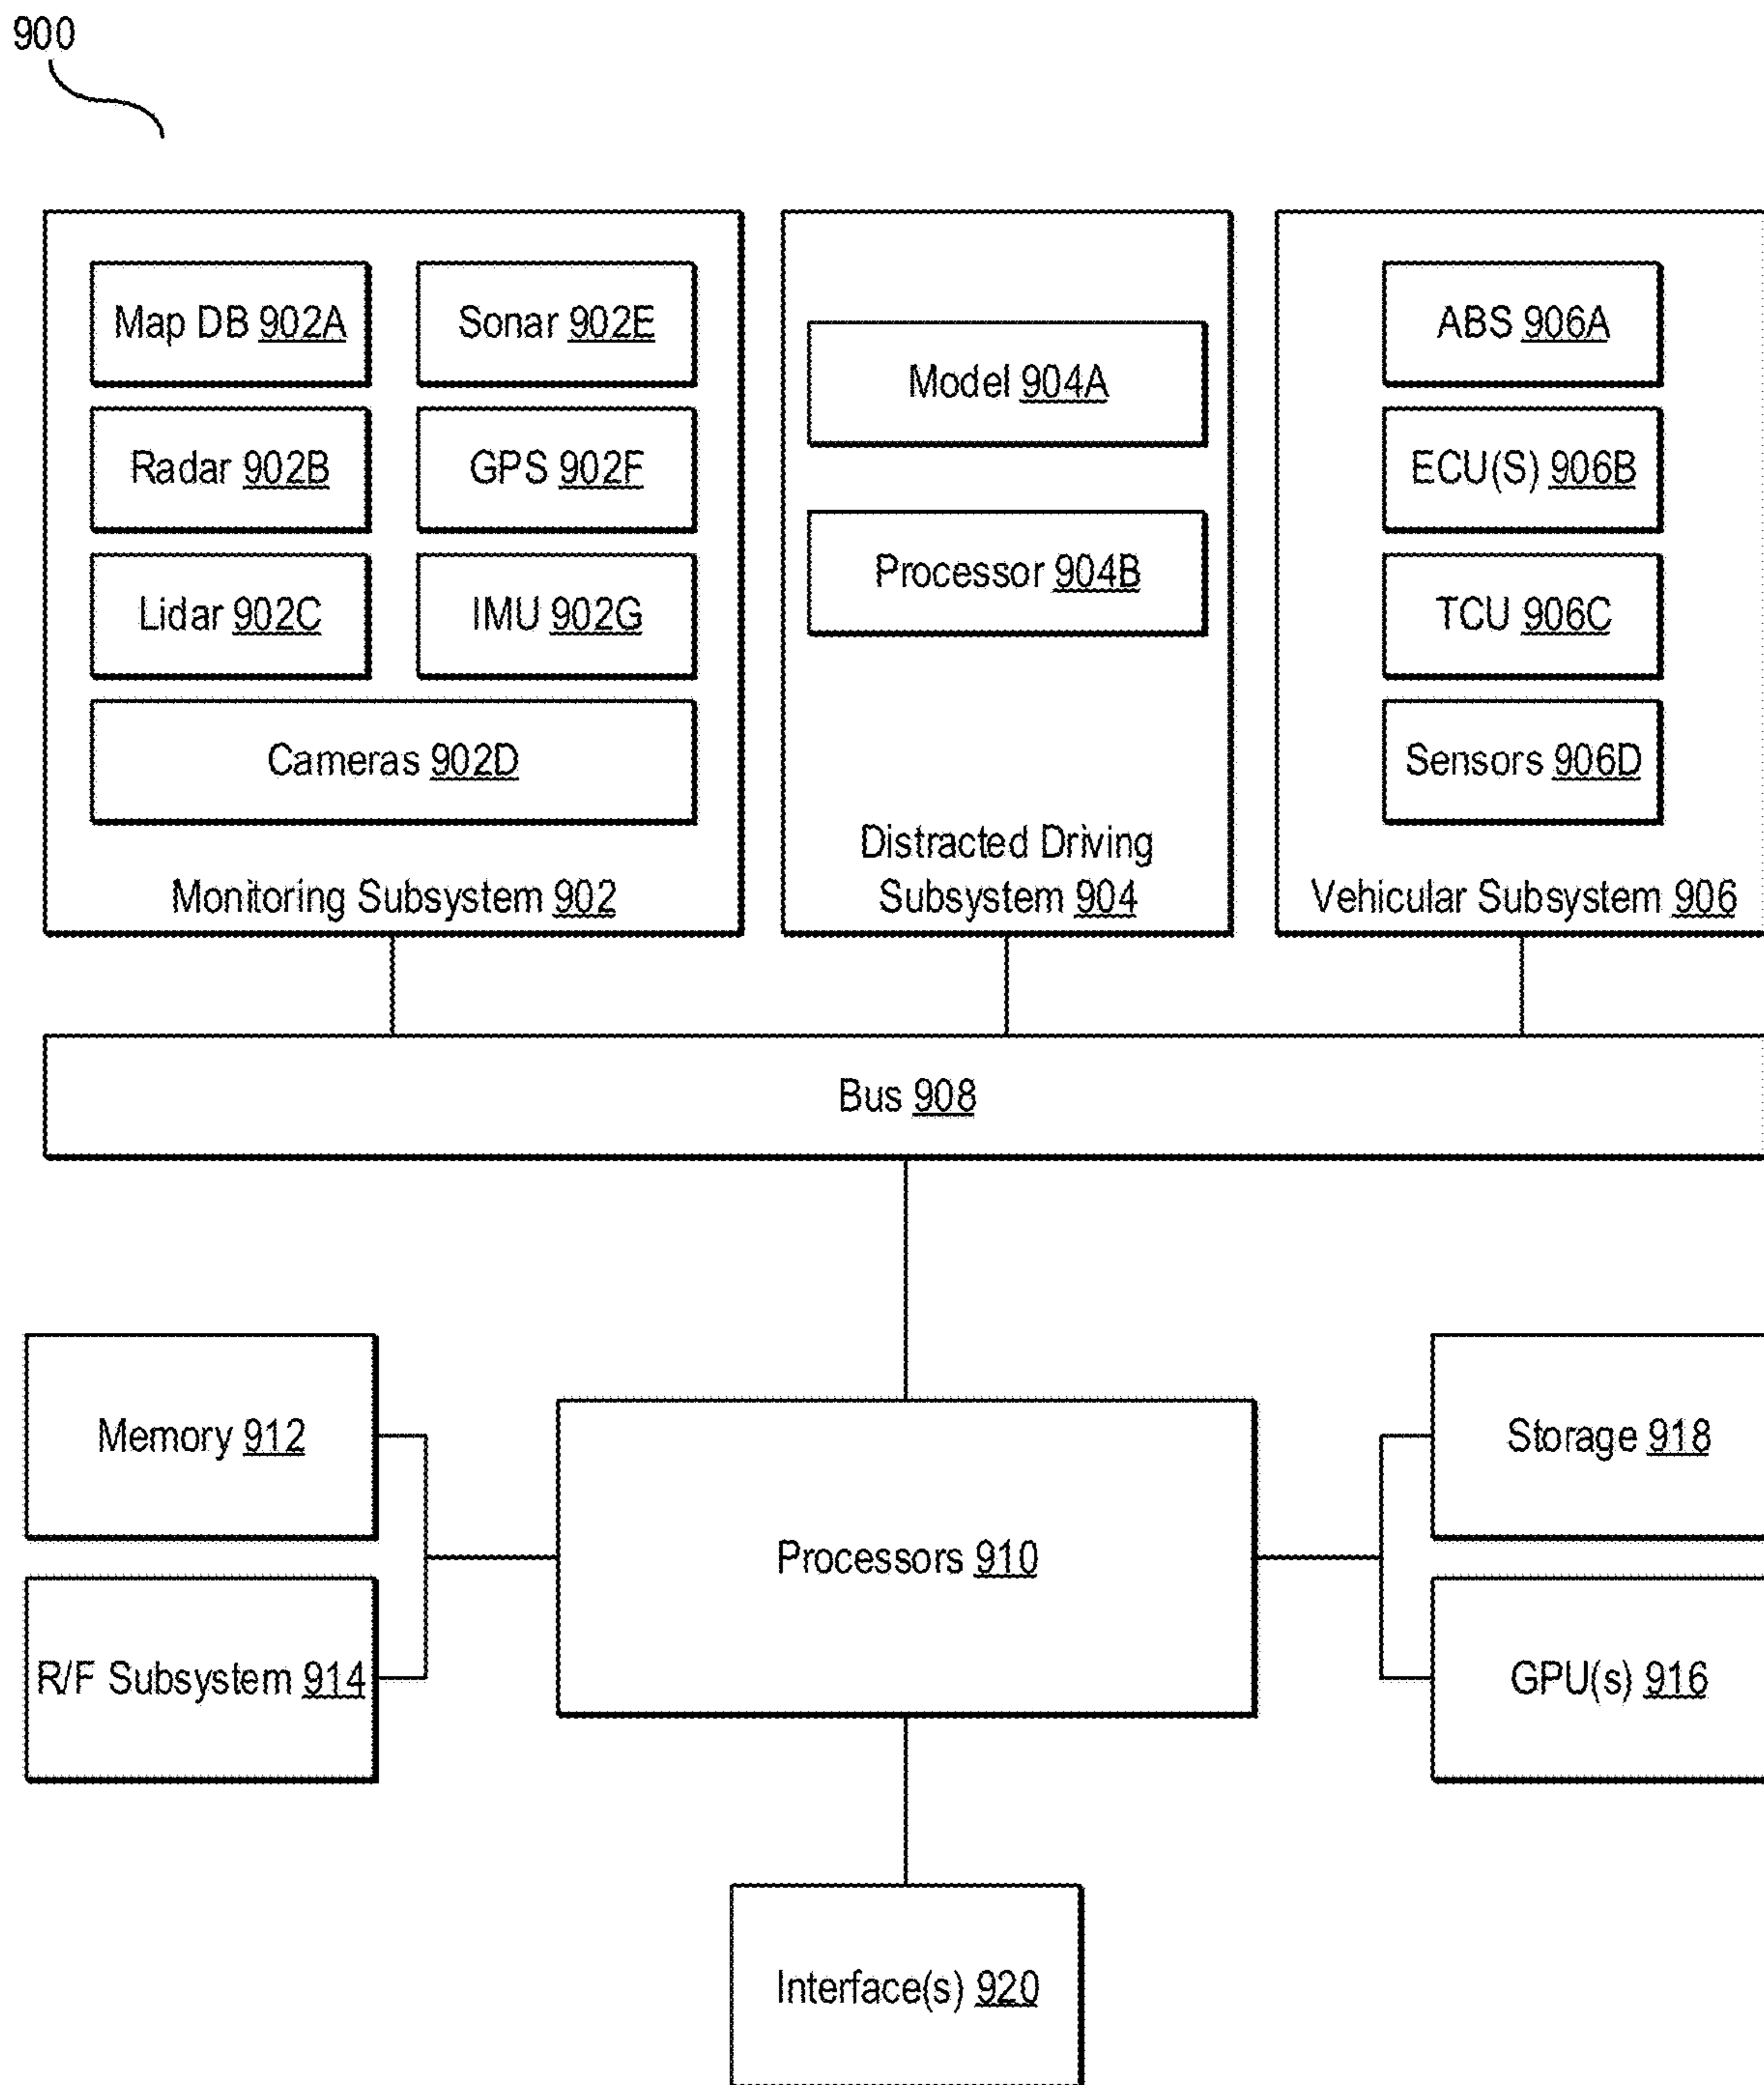 900
Map DB 902A
Sonar 902E
Radar 902B
GPS 902F
Lidar 902C
IMU 902G
Cameras 902D
Monitoring Subsystem 902
Model 904A
Processor 904B
Distracted Driving
Subsystem 904
ABS 906A
ECU(S) 906B
TCU 906C
Sensors 906D
Vehicular Subsystem 906
Bus 908
Memory 912
R/F Subsystem 914
Processors 910
Storage 918
GPU(s) 916
Interface(s) 920